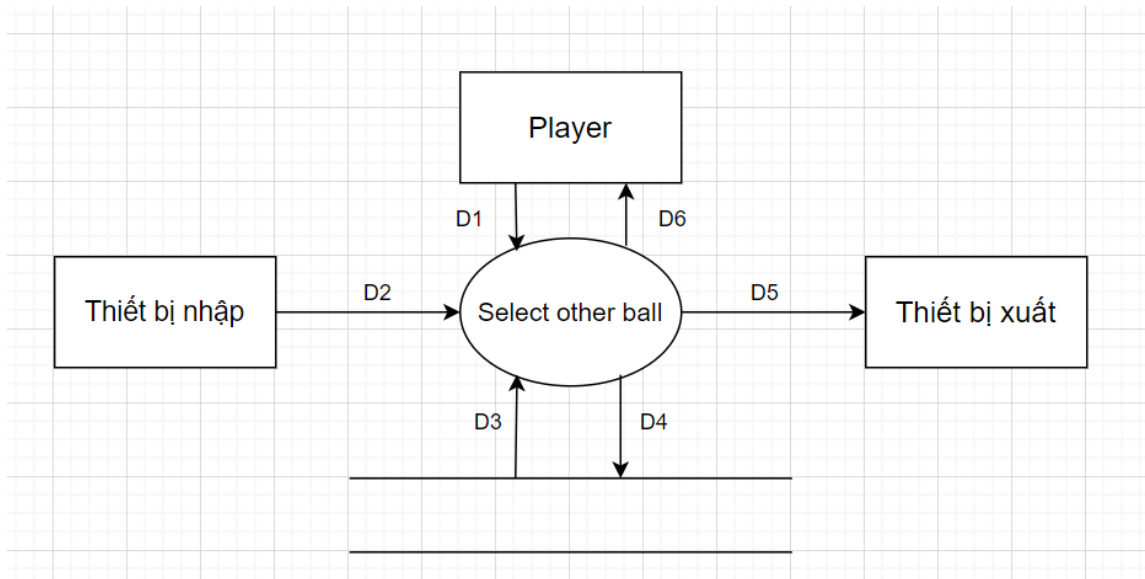 Player
D1
D6
Thiết bị nhập
D2
Select other ball
D5
Thiết bị xuất
D3
D4